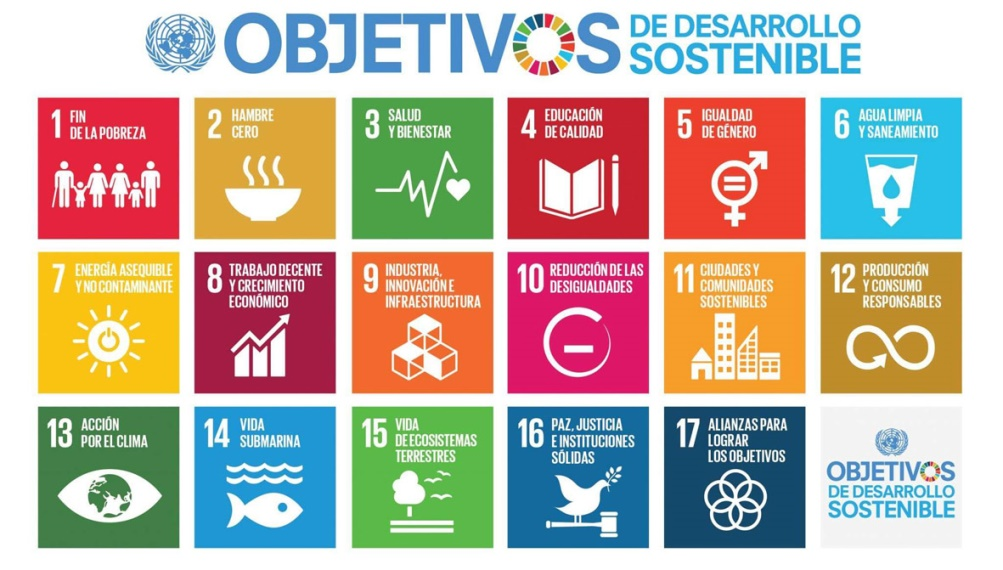 OBJETIVOS DE DESARROLLO
SOSTENIBLE
1 FIN
DE LA POBREZA
2 HAMBRE
CERO
3 SALUD
Y BIENESTAR
4 EDUCACIÓN
DE CALIDAD
5 IGUALDAD
DE GÉNERO
6 AGUA LIMPIA
Y SANEAMIENTO
7 ENERGÍA ASEQUIBLE
Y NO CONTAMINANTE
8 TRABAJO DECENTE
Y CRECIMIENTO
ECONÓMICO
9 INDUSTRIA,
INNOVACIÓN E
INFRAESTRUCTURA
10 REDUCCIÓN DE LAS
DESIGUALDADES
11 CIUDADES Y
COMUNIDADES
SOSTENIBLES
12 PRODUCCIÓN
Y CONSUMO
RESPONSABLES
13 ACCIÓN
POR EL CLIMA
14 VIDA
SUBMARINA
15 VIDA
DE ECOSISTEMAS
TERRESTRES
16 PAZ, JUSTICIA
E INSTITUCIONES
SÓLIDAS
17 ALIANZAS PARA
LOGRAR
LOS OBJETIVOS
OBJETIVOS
DE DESARROLLO
SOSTENIBLE